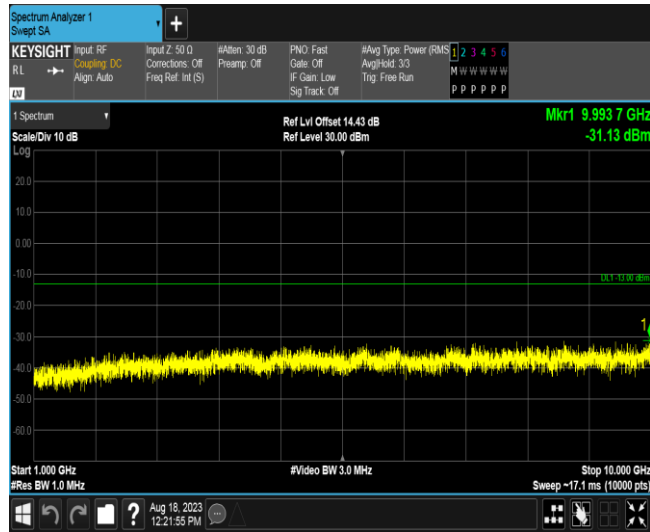 Spectrum Analyzer 1
Swept SA
+
KEYSIGHT
RL
LXI
Input: RF
Coupling: DC
Align: Auto
Input Z: 50 Ω
Corrections: Off
Freq Ref: Int (S)
#Atten: 30 dB
Preamp: Off
PNO: Fast
Gate: Off
IF Gain: Low
Sig Track: Off
#Avg Type: Power (RMS
Avg|Hold: 3/3
Trig: Free Run
1 2 3 4 5 6
M W W W W W
P P P P P P
1 Spectrum
Scale/Div 10 dB
Log
Ref Lvl Offset 14.43 dB
Ref Level 30.00 dBm
Mkr1 9.993 7 GHz
-31.13 dBm
20.0
10.0
0.00
-10.0
DL1 -13.00 dBm
-20.0
1
-30.0
-40.0
-50.0
-60.0
Start 1.000 GHz
#Res BW 1.0 MHz
#Video BW 3.0 MHz
Stop 10.000 GHz
Sweep ~17.1 ms (10000 pts)
?
Aug 18, 2023
12:21:55 PM